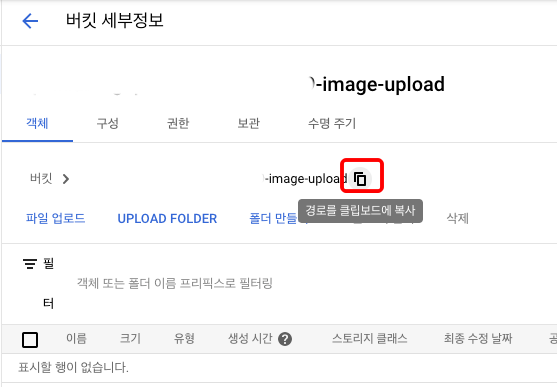 버킷 세부정보
-image-upload
객체 구성 권한 보관 수명 주기
버킷 -image-upload
경로를 클립보드에 복사
파일 업로드 UPLOAD FOLDER 폴더 만들 삭제
필
터
객체 또는 폴더 이름 프리픽스로 필터링
이름 크기 유형 생성 시간 ? 스토리지 클래스 최종 수정 날짜
표시할 행이 없습니다.